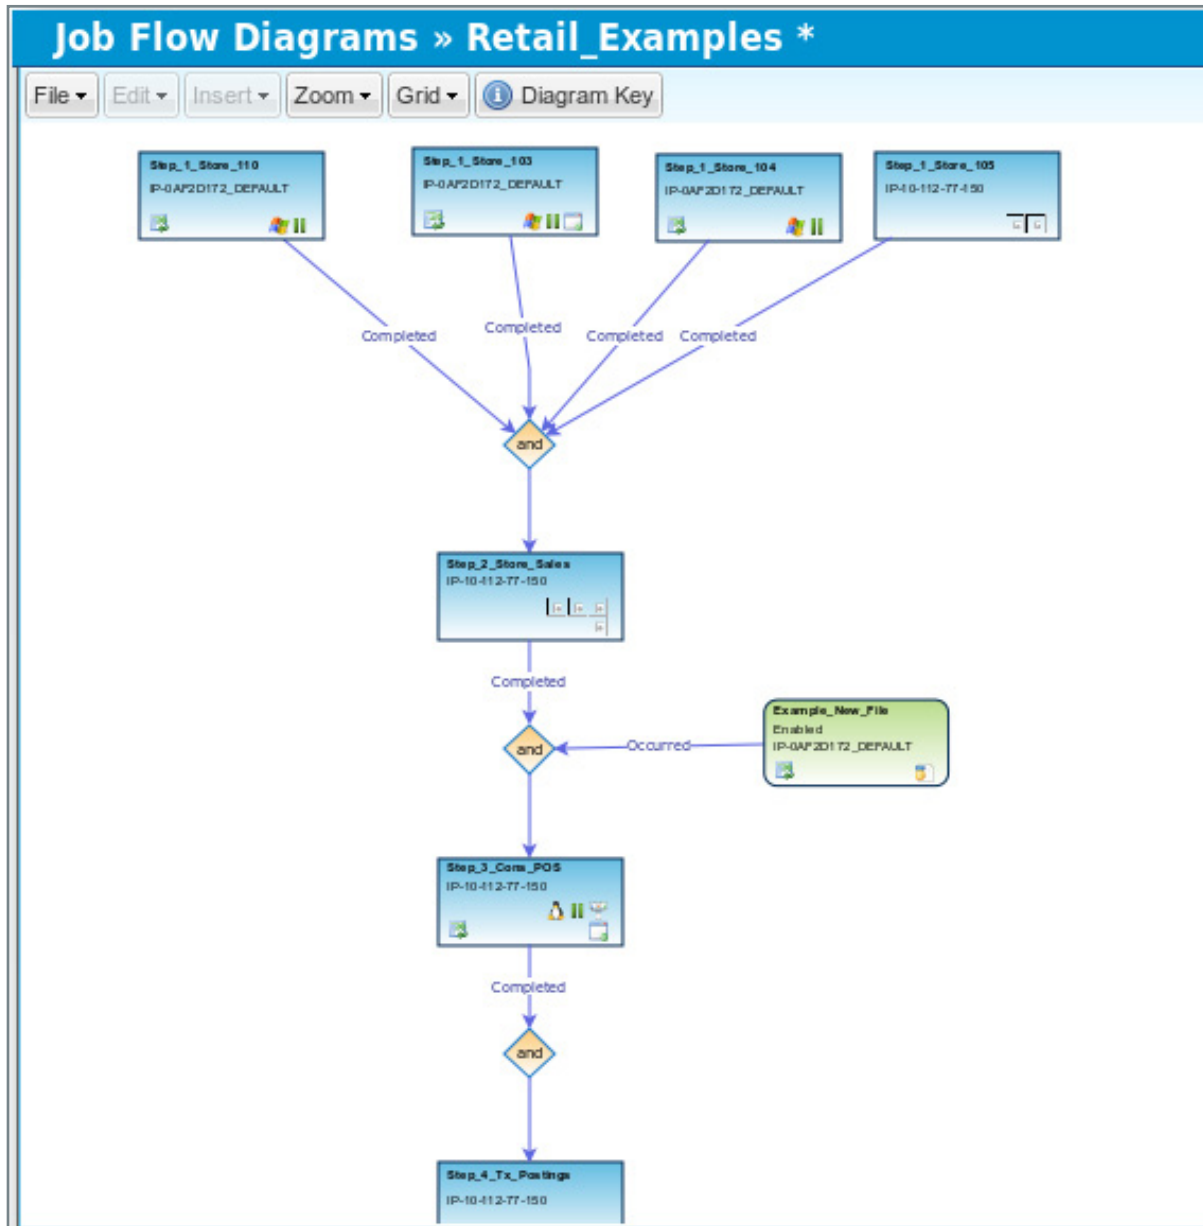 Job Flow Diagrams » Retail_Examples *
File Edit Insert Zoom Grid Diagram Key
Step_1_Store_110
IP-0AF2D172_DEFAULT
Step_1_Store_103
IP-0AF2D172_DEFAULT
Step_1_Store_104
IP-0AF2D172_DEFAULT
Step_1_Store_105
IP-10-112-77-150
Completed
Completed
Completed
Completed
and
Step_2_Store_Sales
IP-10-112-77-150
Completed
and
Occurred
Example_New_File
Enabled
IP-0AF2D172_DEFAULT
Step_3_Cons_POS
IP-10-112-77-150
Completed
and
Step_4_Tx_Postings
IP-10-112-77-150